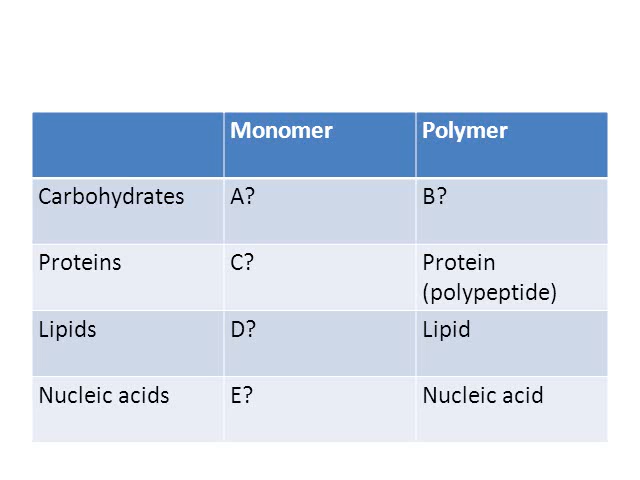 Monomer Polymer
Carbohydrates A? B?
Proteins C? Protein
(polypeptide)
Lipids D? Lipid
Nucleic acids E? Nucleic acid